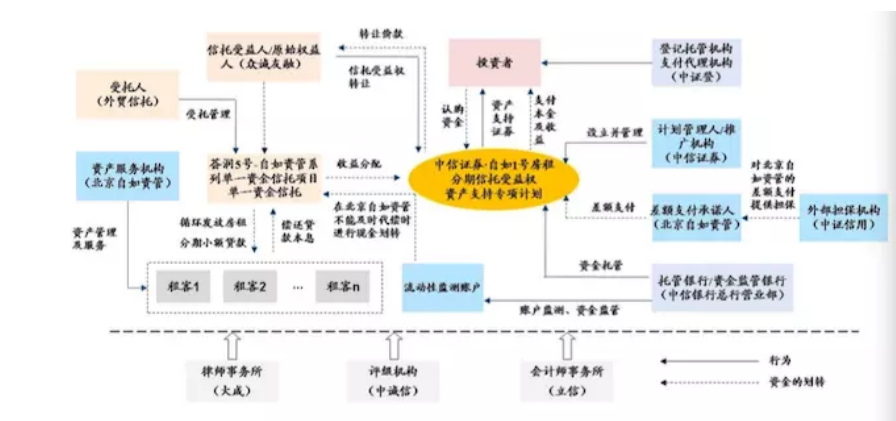 转让价款
信托受益人/原始权益
人（众诚友融）
信托受益权
转让
投资者
登记托管机构
支付代理机构
（中证登）
受托人
（外贸信托）
受托管理
认购
资金
资产
支持
证券
支付
本金
及收
益
设立并管理
计划管理人/推
广机构
（中信证券）
资产服务机构
（北京自如资管）
荟润5号-自如资管系
列单一资金信托项目
单一资金信托
收益分配
中信证券·自如1号房租
分期信托受益权
资产支持专项计划
对北京自
如资管的
差额支付
提供担保
差额支付
差额支付承诺人
（北京自如资管）
外部担保机构
（中证信用）
资产管理
及服务
循环发放房租
分期小额贷款
偿还贷
款本息
在北京自如资管
不能及时代偿时
进行现金划转
资金托管
租客1
租客2
...
租客n
流动性监测账户
托管银行/资金监管银行
（中信银行总行营业部）
账户监测、资金监管
律师事务所
（大成）
评级机构
（中诚信）
会计师事务所
（立信）
行为
资金的划转